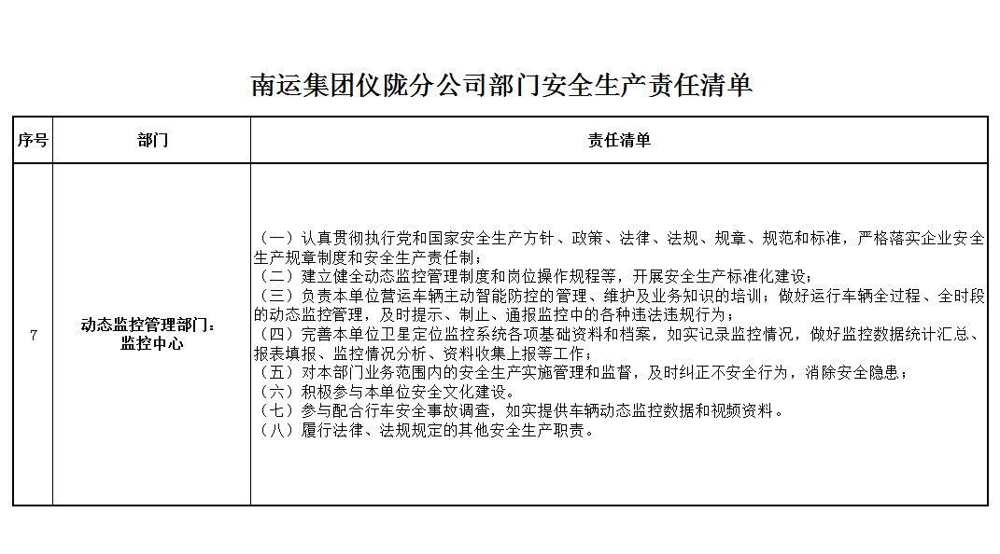 南运集团仪陇分公司部门安全生产责任清单
序号 部门 责任清单
7
动态监控管理部门：
监控中心
（一）认真贯彻执行党和国家安全生产方针、政策、法律、法规、规章、规范和标准，严格落实企业安全
生产规章制度和安全生产责任制；
（二）建立健全动态监控管理制度和岗位操作规程等，开展安全生产标准化建设；
（三）负责本单位营运车辆主动智能防控的管理、维护及业务知识的培训；做好运行车辆全过程、全时段
的动态监控管理，及时提示、制止、通报监控中的各种违法违规行为；
（四）完善本单位卫星定位监控系统各项基础资料和档案，如实记录监控情况，做好监控数据统计汇总、
报表填报、监控情况分析、资料收集上报等工作；
（五）对本部门业务范围内的安全生产实施管理和监督，及时纠正不安全行为，消除安全隐患；
（六）积极参与本单位安全文化建设。
（七）参与配合行车安全事故调查，如实提供车辆动态监控数据和视频资料。
（八）履行法律、法规规定的其他安全生产职责。